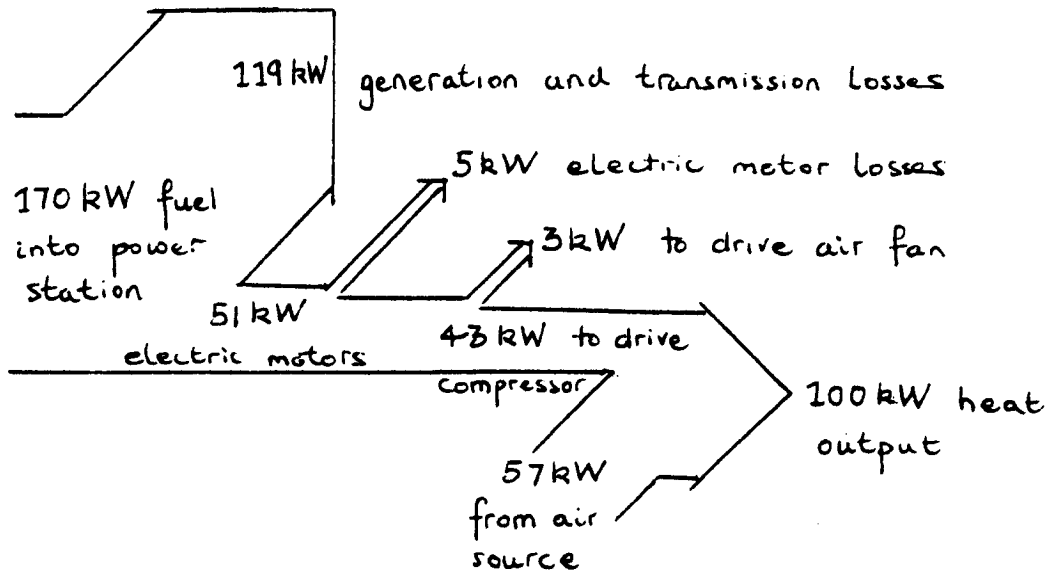 119 kW generation and transmission losses
5 kW electric motor losses
170 kW fuel
into power
station
3 kW to drive air fan
51 kW
electric motors
43 kW to drive
compressor
100 kW heat
output
57 kW
from air
source